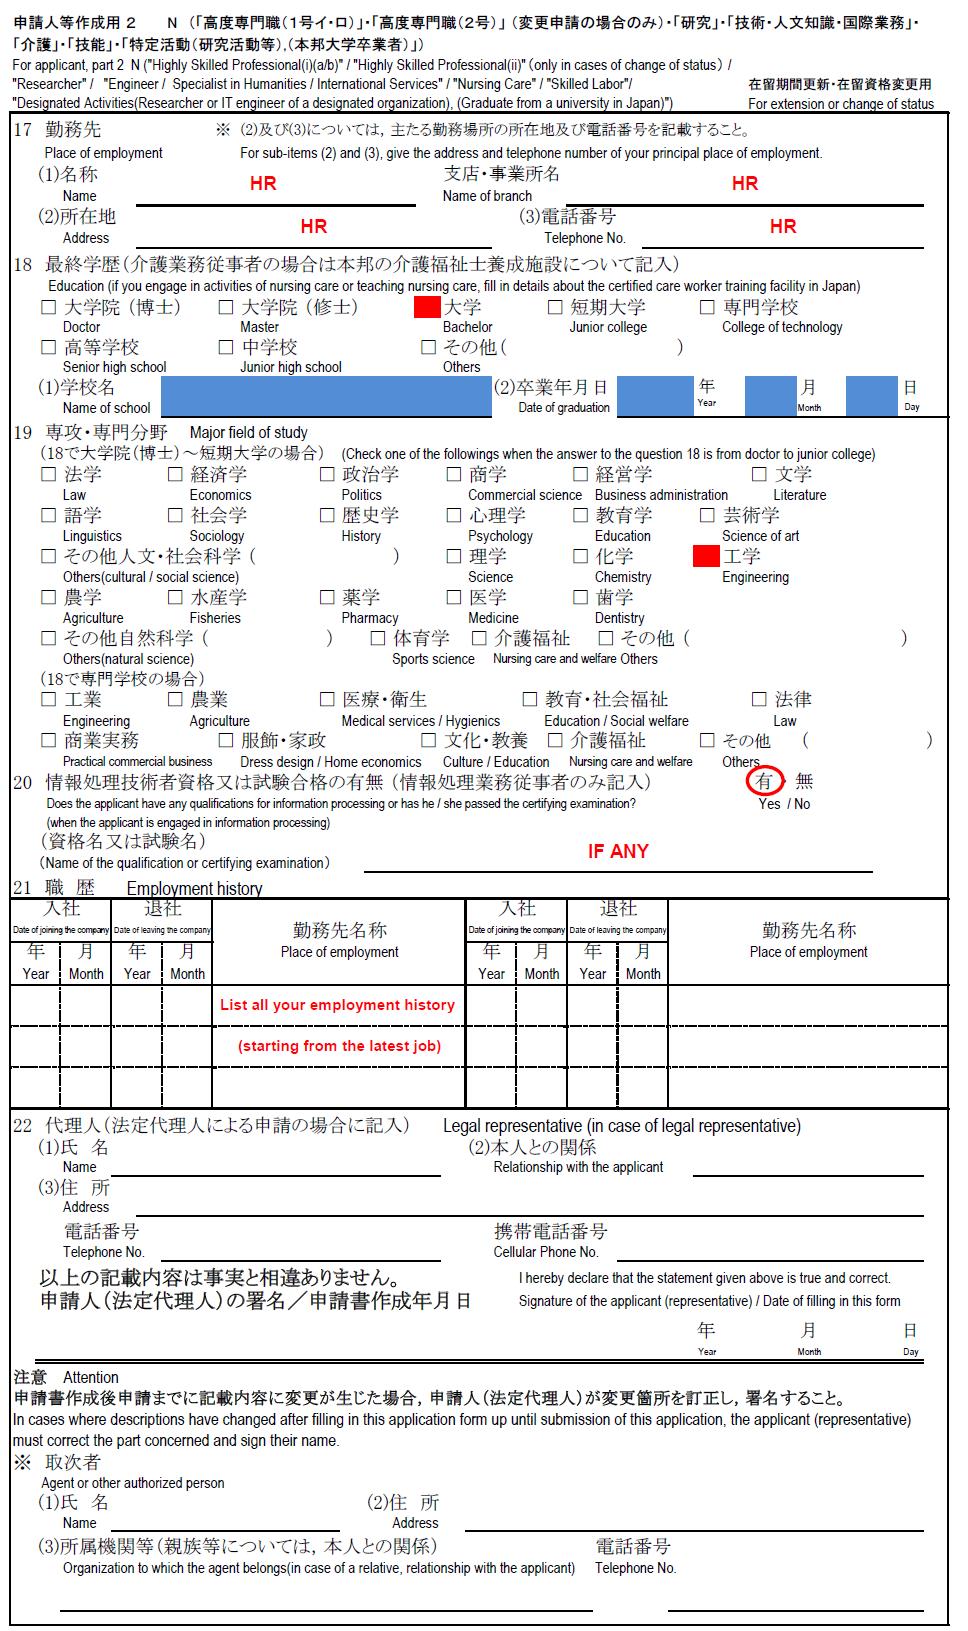 申請人等作成用 2 N (「高度専門職(1号イ・ロ)」・「高度専門職(2号)」(変更申請の場合のみ)・「研究」・「技術・人文知識・国際業務」・
「介護」・「技能」・「特定活動(研究活動等),(本邦大学卒業者)」)
For applicant, part 2 N ("Highly Skilled Professional(i)(a/b)" / "Highly Skilled Professional(ii)" (only in cases of change of status) /
"Researcher" / "Engineer / Specialist in Humanities / International Services" / "Nursing Care" / "Skilled Labor"/ 在留期間更新・在留資格変更用
"Designated Activities(Researcher or IT engineer of a designated organization), (Graduate from a university in Japan)") For extension or change of status
17 勤務先 ※ (2)及び(3)については,主たる勤務場所の所在地及び電話番号を記載すること。
Place of employment For sub-items (2) and (3), give the address and telephone number of your principal place of employment.
(1)名称 HR 支店・事業所名 HR
Name Name of branch
(2)所在地 HR (3)電話番号 HR
Address Telephone No.
18 最終学歴(介護業務従事者の場合は本邦の介護福祉士養成施設について記入)
Education (if you engage in activities of nursing care or teaching nursing care, fill in details about the certified care worker training facility in Japan)
□ 大学院(博士) □ 大学院(修士) 大学 □ 短期大学 □ 専門学校
Doctor Master Bachelor Junior college College of technology
□ 高等学校 □ 中学校 □ その他( )
Senior high school Junior high school Others
(1)学校名 (2)卒業年月日 年 月 日
Name of school Date of graduation Year Month Day
19 専攻・専門分野 Major field of study
(18で大学院(博士)~短期大学の場合) (Check one of the followings when the answer to the question 18 is from doctor to junior college)
□ 法学 □ 経済学 □ 政治学 □ 商学 □ 経営学 □ 文学
Law Economics Politics Commercial science Business administration Literature
□ 語学 □ 社会学 □ 歴史学 □ 心理学 □ 教育学 □ 芸術学
Linguistics Sociology History Psychology Education Science of art
□ その他人文・社会科学( ) □ 理学 □ 化学 工学
Others(cultural / social science) Science Chemistry Engineering
□ 農学 □ 水産学 □ 薬学 □ 医学 □ 歯学
Agriculture Fisheries Pharmacy Medicine Dentistry
□ その他自然科学( ) □ 体育学 □ 介護福祉 □ その他( )
Others(natural science) Sports science Nursing care and welfare Others
(18で専門学校の場合)
□ 工業 □ 農業 □ 医療・衛生 □ 教育・社会福祉 □ 法律
Engineering Agriculture Medical services / Hygienics Education / Social welfare Law
□ 商業実務 □ 服飾・家政 □ 文化・教養 □ 介護福祉 □ その他 ( )
Practical commercial business Dress design / Home economics Culture / Education Nursing care and welfare Others
20 情報処理技術者資格又は試験合格の有無(情報処理業務従事者のみ記入) 有 ・ 無
Does the applicant have any qualifications for information processing or has he / she passed the certifying examination? Yes / No
(when the applicant is engaged in information processing)
(資格名又は試験名) IF ANY
(Name of the qualification or certifying examination)
21 職 歴 Employment history
入社 退社 勤務先名称 入社 退社 勤務先名称
Date of joining the company Date of leaving the company Place of employment Date of joining the company Date of leaving the company Place of employment
年 月 年 月 年 月 年 月
Year Month Year Month Year Month Year Month
List all your employment history
(starting from the latest job)
22 代理人(法定代理人による申請の場合に記入) Legal representative (in case of legal representative)
(1)氏 名 (2)本人との関係
Name Relationship with the applicant
(3)住 所
Address
電話番号 携帯電話番号
Telephone No. Cellular Phone No.
以上の記載内容は事実と相違ありません。 I hereby declare that the statement given above is true and correct.
申請人(法定代理人)の署名/申請書作成年月日 Signature of the applicant (representative) / Date of filling in this form
年 月 日
Year Month Day
注意 Attention
申請書作成後申請までに記載内容に変更が生じた場合,申請人(法定代理人)が変更箇所を訂正し,署名すること。
In cases where descriptions have changed after filling in this application form up until submission of this application, the applicant (representative)
must correct the part concerned and sign their name.
※ 取次者
Agent or other authorized person
(1)氏 名 (2)住 所
Name Address
(3)所属機関等(親族等については,本人との関係) 電話番号
Organization to which the agent belongs(in case of a relative, relationship with the applicant) Telephone No.